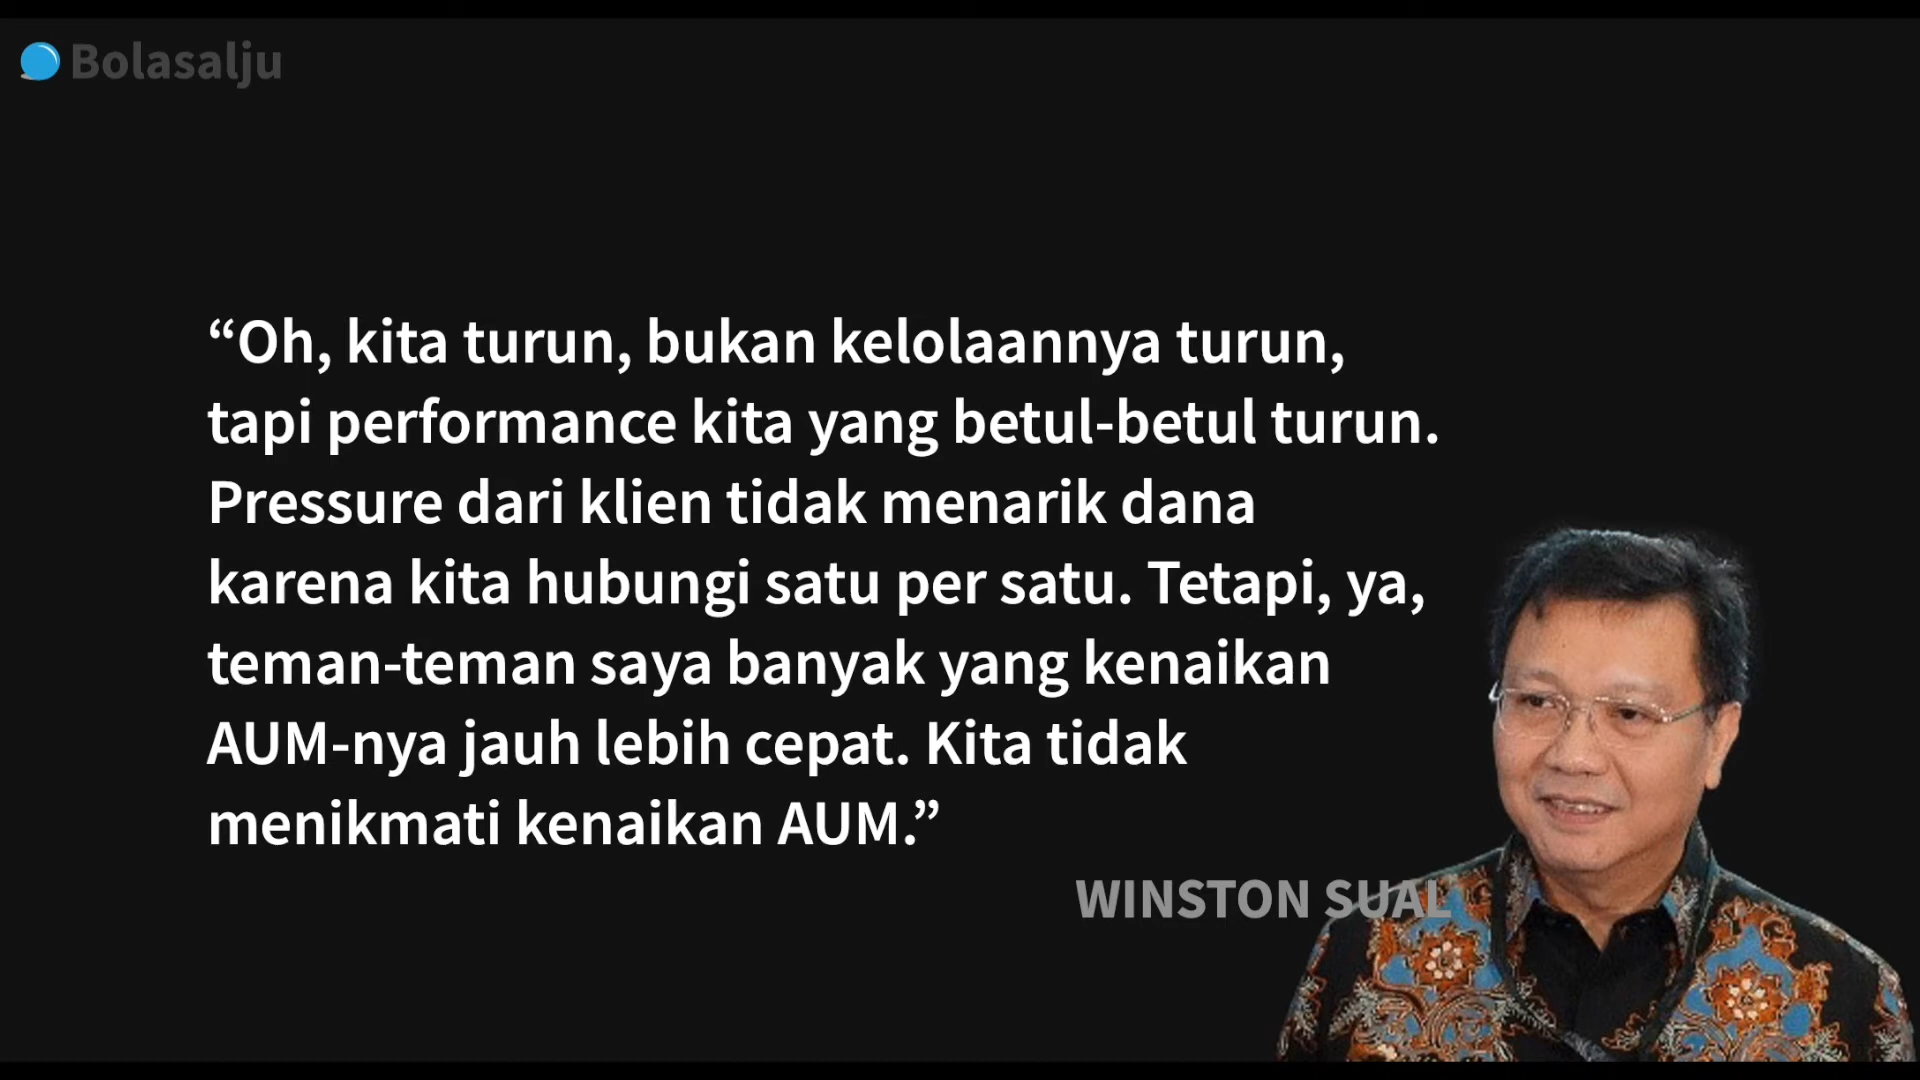 Bolasalju
“Oh, kita turun, bukan kelolaannya turun,
tapi performance kita yang betul-betul turun.
Pressure dari klien tidak menarik dana
karena kita hubungi satu per satu. Tetapi, ya,
teman-teman saya banyak yang kenaikan
AUM-nya jauh lebih cepat. Kita tidak
menikmati kenaikan AUM.”
WINSTON SUAL